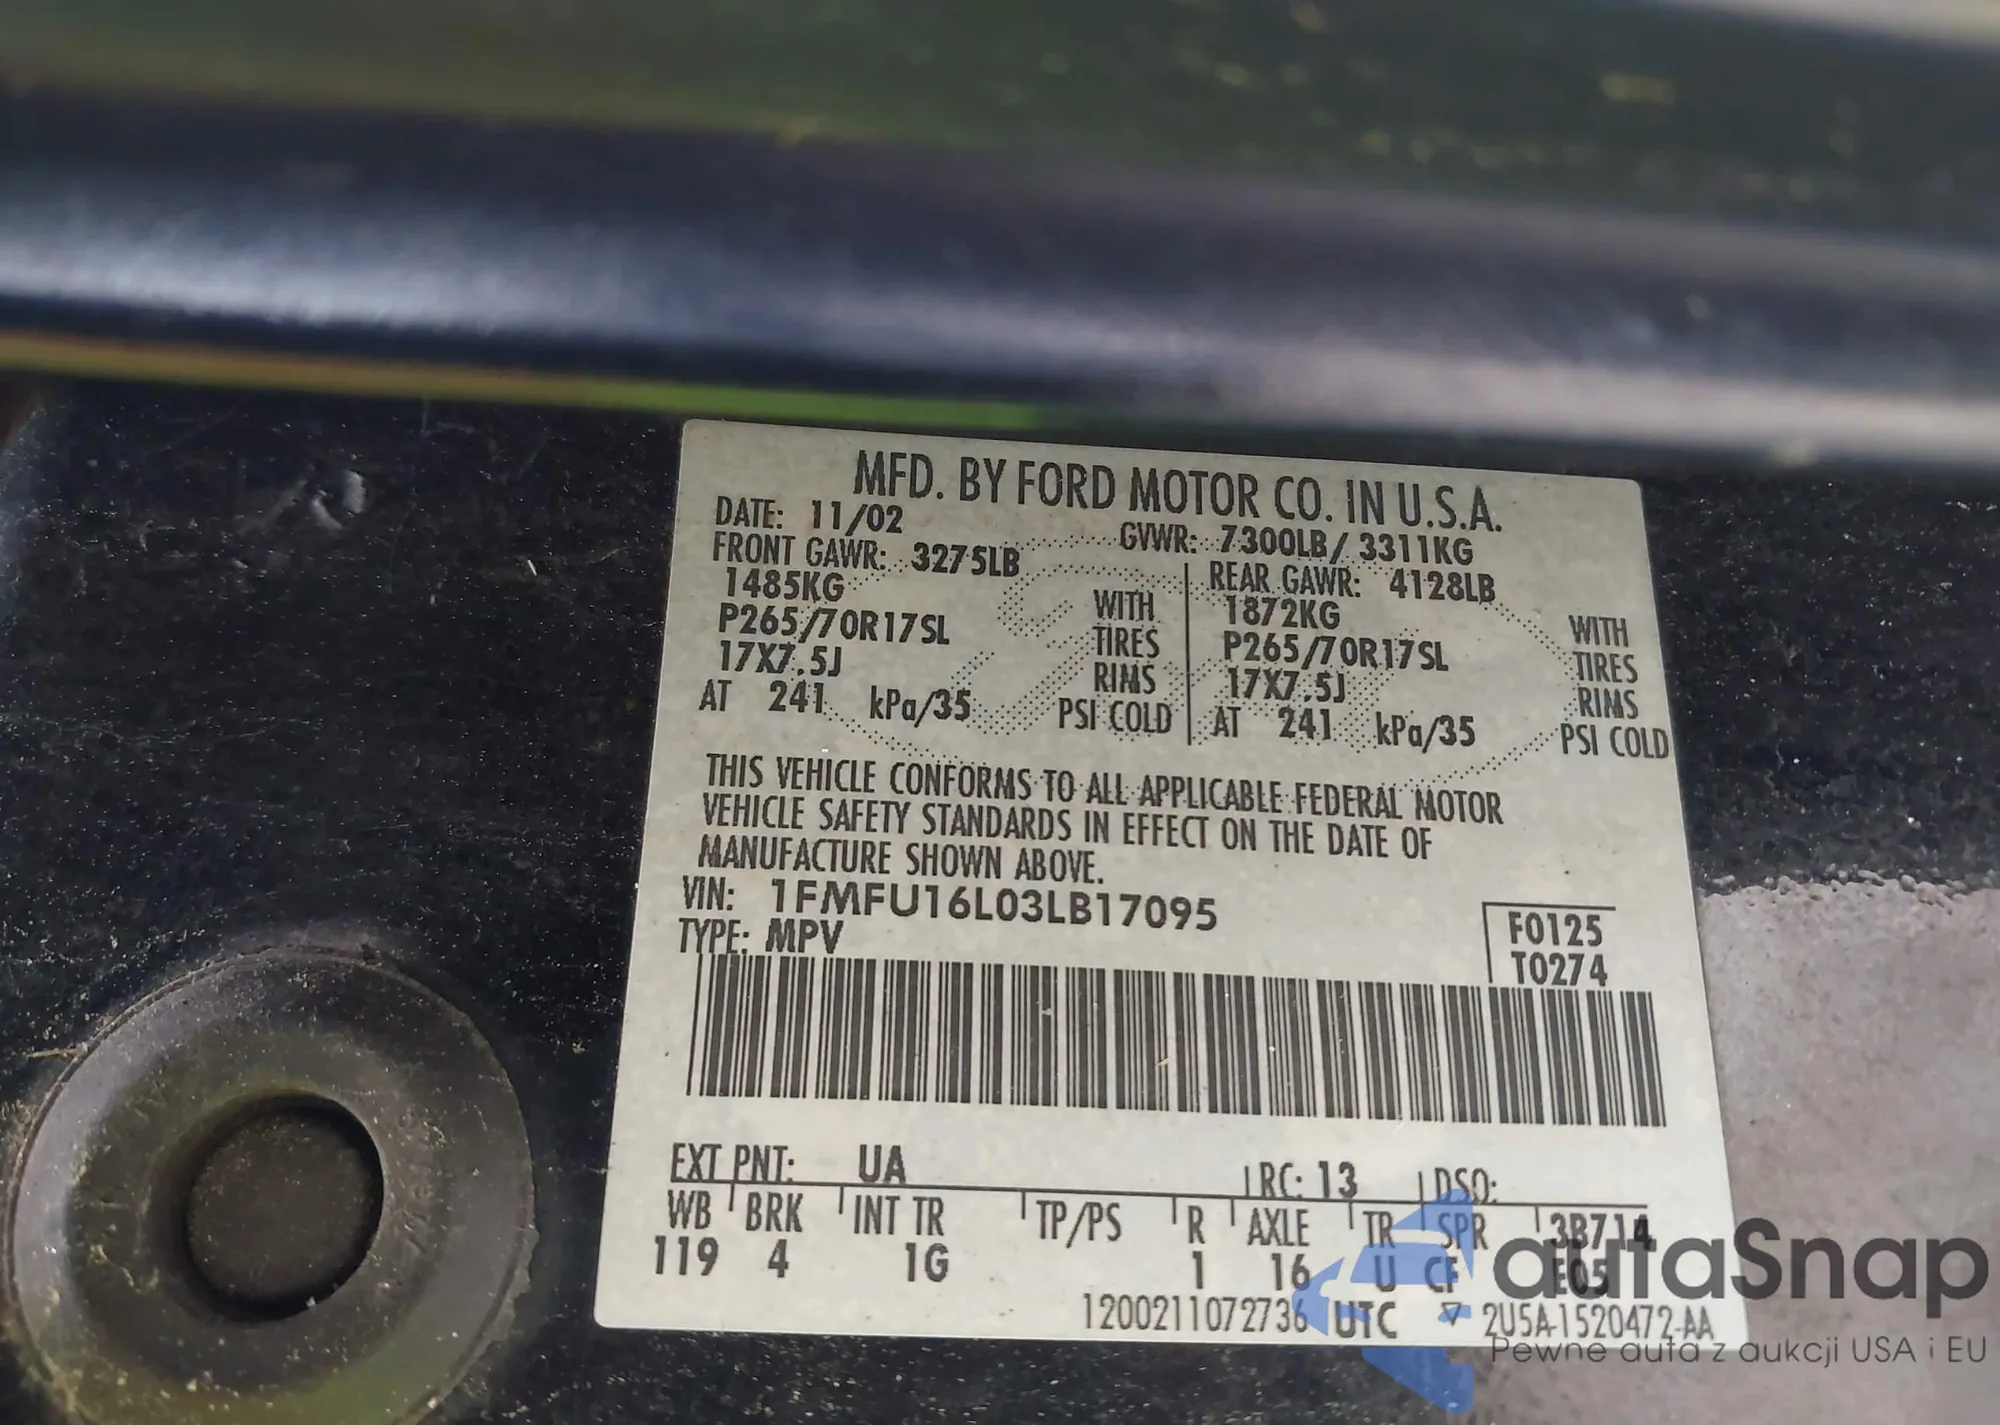 MFD. BY FORD MOTOR CO. IN U.S.A.
DATE: 11/02 GVWR: 7300LB/ 3311KG
FRONT GAWR: 3275LB REAR GAWR: 4128LB
1485KG WITH 1872KG WITH
P265/70R17SL TIRES P265/70R17SL TIRES
17X7.5J RIMS 17X7.5J RIMS
AT 241 kPa/35 PSI COLD AT 241 kPa/35 PSI COLD
THIS VEHICLE CONFORMS TO ALL APPLICABLE FEDERAL MOTOR
VEHICLE SAFETY STANDARDS IN EFFECT ON THE DATE OF
MANUFACTURE SHOWN ABOVE.
VIN: 1FMFU16L03LB17095
TYPE: MPV
F0125
T0274
EXT PNT: UA RC: 13 DSO:
WB BRK INT TR TP/PS R AXLE TR SPR 3B714
119 4 1G 1 16 U CF E05
1200211072736 UTC ▽ 2U5A-1520472-AA
autaSnap
Pewne auta z aukcji USA i EU